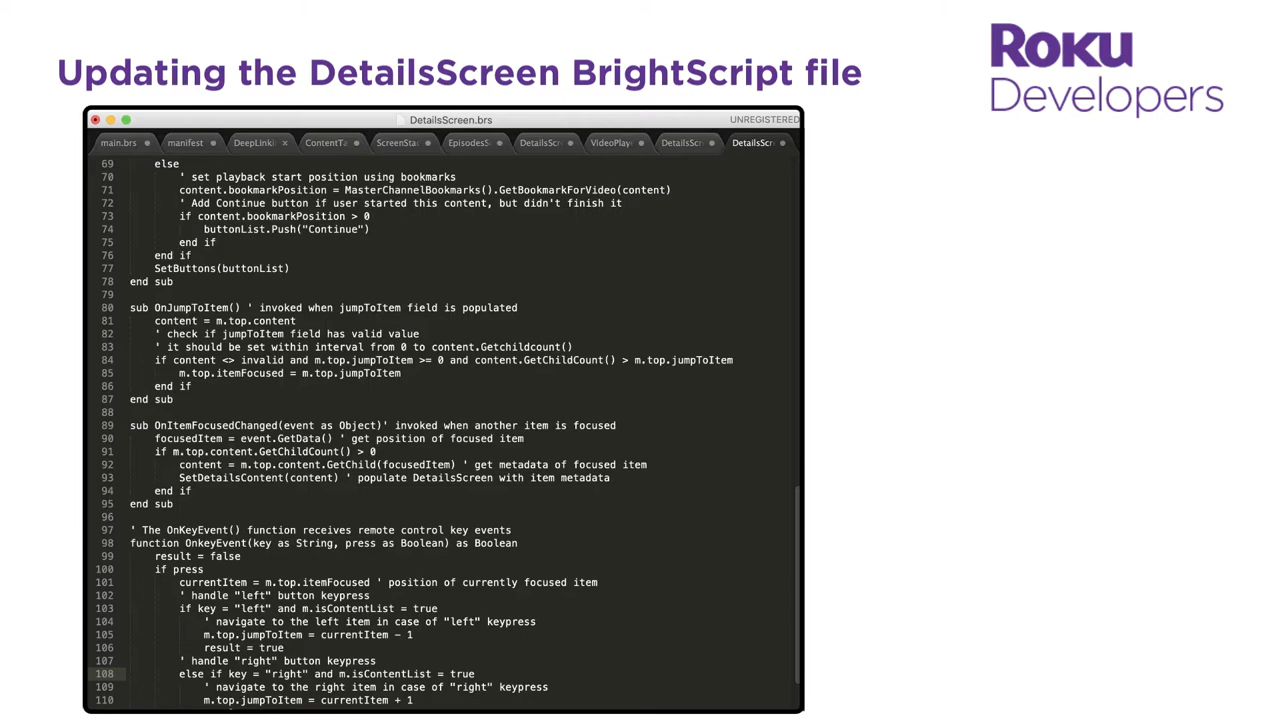 Updating the DetailsScreen BrightScript file
ROKU
Developers
DetailsScreen.brs
UNREGISTERED
main.brs
manifest
DeepLinki
ContentTa
ScreenSta
EpisodesS
DetailsScre
VideoPlaye
DetailsScre
DetailsScre
69 else
70 ' set playback start position using bookmarks
71 content.bookmarkPosition = MasterChannelBookmarks().GetBookmarkForVideo(content)
72 ' Add Continue button if user started this content, but didn't finish it
73 if content.bookmarkPosition > 0
74 buttonList.Push("Continue")
75 end if
76 end if
77 SetButtons(buttonList)
78 end sub
79
80 sub OnJumpToItem() ' invoked when jumpToItem field is populated
81 content = m.top.content
82 ' check if jumpToItem field has valid value
83 ' it should be set within interval from 0 to content.Getchildcount()
84 if content <> invalid and m.top.jumpToItem >= 0 and content.GetChildCount() > m.top.jumpToItem
85 m.top.itemFocused = m.top.jumpToItem
86 end if
87 end sub
88
89 sub OnItemFocusedChanged(event as Object)' invoked when another item is focused
90 focusedItem = event.GetData() ' get position of focused item
91 if m.top.content.GetChildCount() > 0
92 content = m.top.content.GetChild(focusedItem) ' get metadata of focused item
93 SetDetailsContent(content) ' populate DetailsScreen with item metadata
94 end if
95 end sub
96
97 ' The OnKeyEvent() function receives remote control key events
98 function OnkeyEvent(key as String, press as Boolean) as Boolean
99 result = false
100 if press
101 currentItem = m.top.itemFocused ' position of currently focused item
102 ' handle "left" button keypress
103 if key = "left" and m.isContentList = true
104 ' navigate to the left item in case of "left" keypress
105 m.top.jumpToItem = currentItem - 1
106 result = true
107 ' handle "right" button keypress
108 else if key = "right" and m.isContentList = true
109 ' navigate to the right item in case of "right" keypress
110 m.top.jumpToItem = currentItem + 1